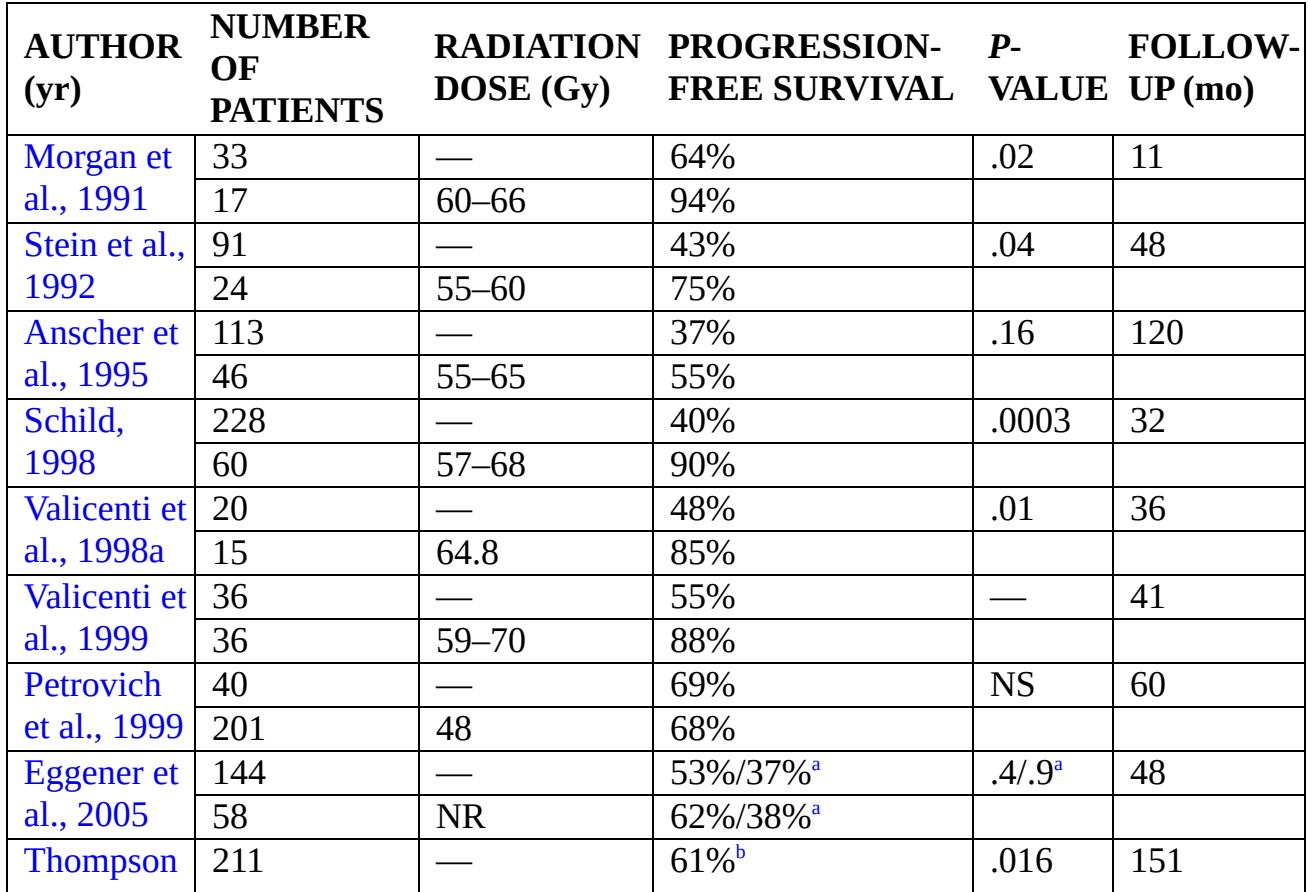 AUTHOR (yr) NUMBER OF PATIENTS RADIATION DOSE (Gy) PROGRESSION-FREE SURVIVAL P-VALUE FOLLOW-UP (mo)
Morgan et al., 1991 33 — 64% .02 11
17 60–66 94%
Stein et al., 1992 91 — 43% .04 48
24 55–60 75%
Anscher et al., 1995 113 — 37% .16 120
46 55–65 55%
Schild, 1998 228 — 40% .0003 32
60 57–68 90%
Valicenti et al., 1998a 20 — 48% .01 36
15 64.8 85%
Valicenti et al., 1999 36 — 55% — 41
36 59–70 88%
Petrovich et al., 1999 40 — 69% NS 60
201 48 68%
Eggener et al., 2005 144 — 53%/37%a .4/.9a 48
58 NR 62%/38%a
Thompson 211 — 61%b .016 151